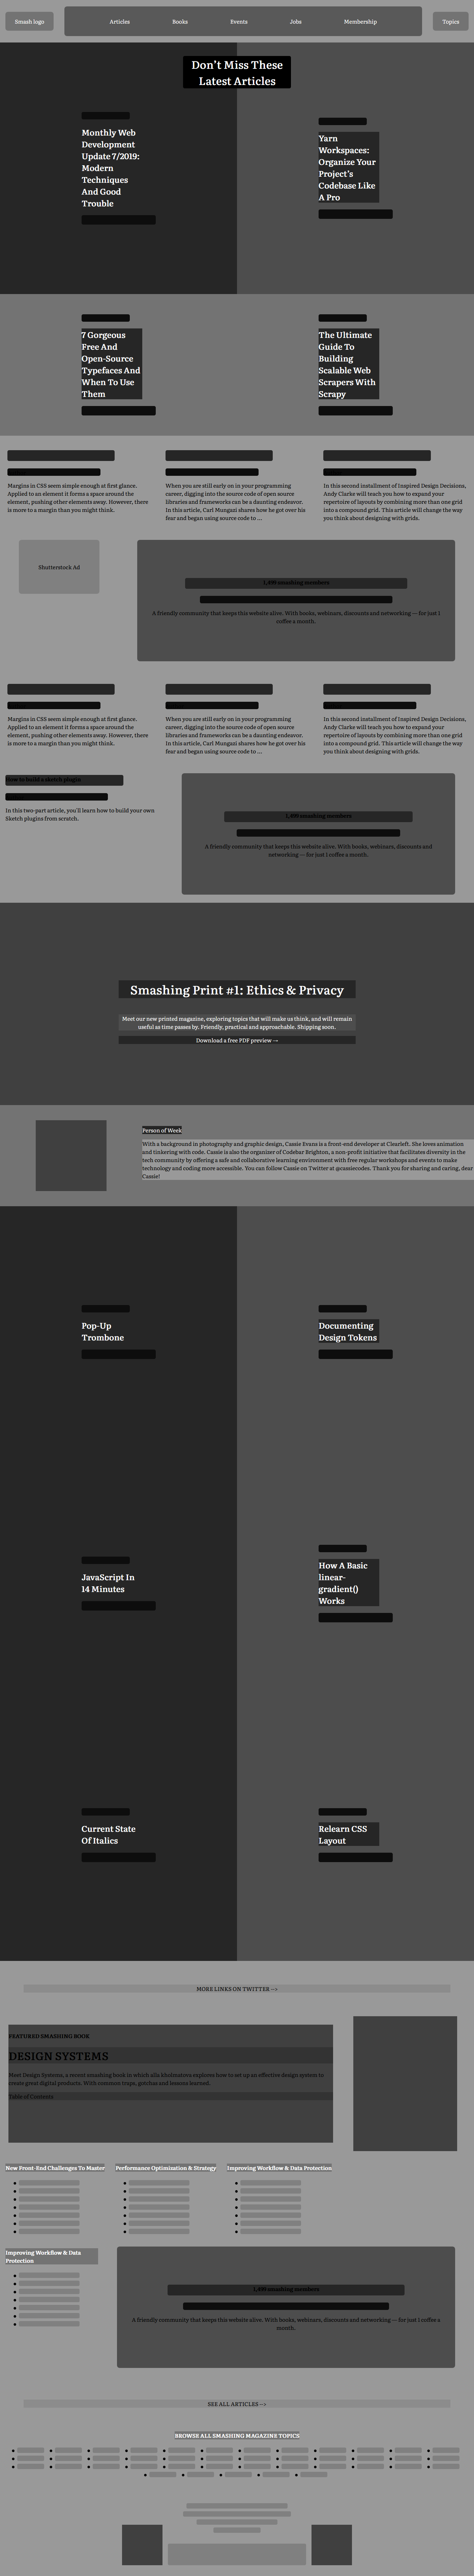 Smash logo
Articles
Books
Events
Jobs
Membership
Topics
Don't Miss These
Latest Articles
Monthly Web
Development
Update 7/2019:
Modern
Techniques
And Good
Trouble
Yarn
Workspaces:
Organize Your
Project's
Codebase Like
A Pro
7 Gorgeous
Free And
Open-Source
Typefaces And
When To Use
Them
The Ultimate
Guide To
Building
Scalable Web
Scrapers With
Scrapy
Margins in CSS seem simple enough at first glance.
Applied to an element it forms a space around the
element, pushing other elements away. However, there
is more to a margin than you might think.
When you are still early on in your programming
career, digging into the source code of open source
libraries and frameworks can be a daunting endeavor.
In this article, Carl Mungazi shares how he got over his
fear and began using source code to ...
In this second installment of Inspired Design Decisions,
Andy Clarke will teach you how to expand your
repertoire of layouts by combining more than one grid
into a compound grid. This article will change the way
you think about designing with grids.
Shutterstock Ad
1,499 smashing members
A friendly community that keeps this website alive. With books, webinars, discounts and networking — for just 1
coffee a month.
Margins in CSS seem simple enough at first glance.
Applied to an element it forms a space around the
element, pushing other elements away. However, there
is more to a margin than you might think.
When you are still early on in your programming
career, digging into the source code of open source
libraries and frameworks can be a daunting endeavor.
In this article, Carl Mungazi shares how he got over his
fear and began using source code to ...
In this second installment of Inspired Design Decisions,
Andy Clarke will teach you how to expand your
repertoire of layouts by combining more than one grid
into a compound grid. This article will change the way
you think about designing with grids.
How to build a sketch plugin
In this two-part article, you'll learn how to build your own
Sketch plugins from scratch.
1,499 smashing members
A friendly community that keeps this website alive. With books, webinars, discounts and
networking — for just 1 coffee a month.
Smashing Print #1: Ethics & Privacy
Meet our new printed magazine, exploring topics that will make us think, and will remain
useful as time passes by. Friendly, practical and approachable. Shipping soon.
Download a free PDF preview →
Person of Week
With a background in photography and graphic design, Cassie Evans is a front-end developer at Clearleft. She loves animation
and tinkering with code. Cassie is also the organizer of Codebar Brighton, a non-profit initiative that facilitates diversity in the
tech community by offering a safe and collaborative learning environment with free regular workshops and events to make
technology and coding more accessible. You can follow Cassie on Twitter at @cassiecodes. Thank you for sharing and caring, dear
Cassie!
Pop-Up
Trombone
Documenting
Design Tokens
JavaScript In
14 Minutes
How A Basic
linear-
gradient()
Works
Current State
Of Italics
Relearn CSS
Layout
MORE LINKS ON TWITTER -->
FEATURED SMASHING BOOK
DESIGN SYSTEMS
Meet Design Systems, a recent smashing book in which alla kholmatova explores how to set up an effective design system to
create great digital products. With common traps, gotchas and lessons learned.
Table of Contents
New Front-End Challenges To Master
Performance Optimization & Strategy
Improving Workflow & Data Protection
Improving Workflow & Data
Protection
1,499 smashing members
A friendly community that keeps this website alive. With books, webinars, discounts and networking — for just 1 coffee a
month.
SEE ALL ARTICLES -->
BROWSE ALL SMASHING MAGAZINE TOPICS